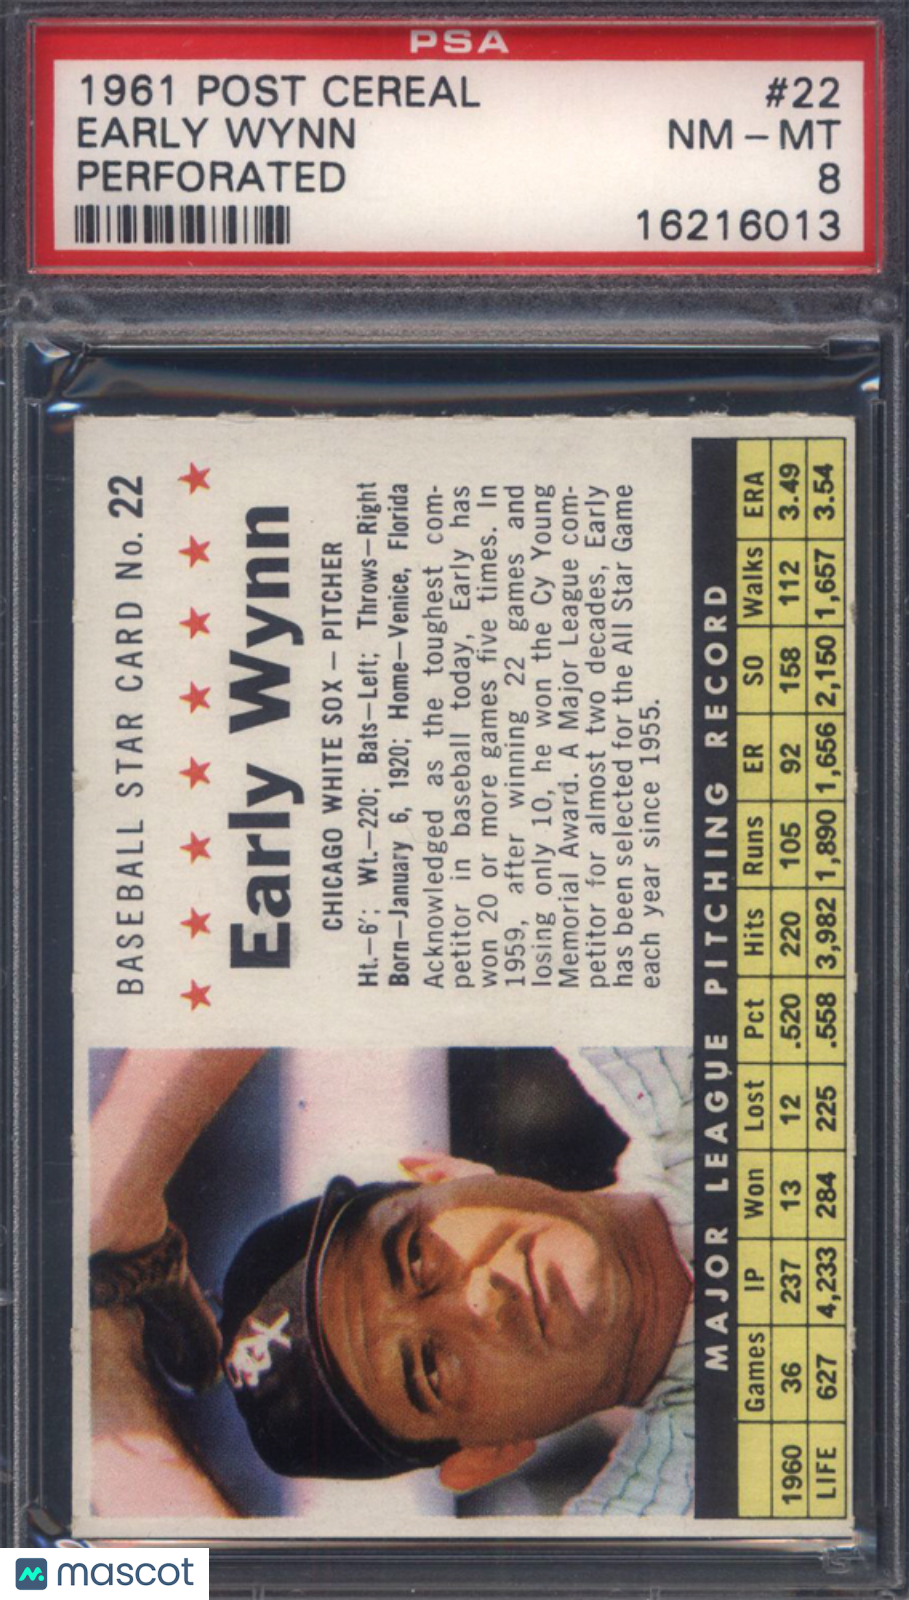 PSA
1961 POST CEREAL #22
EARLY WYNN NM - MT
PERFORATED 8
16216013
BASEBALL STAR CARD No. 22
Early Wynn
CHICAGO WHITE SOX – PITCHER
Ht.–6'; Wt.–220; Bats–Left; Throws–Right
Born–January 6, 1920; Home–Venice, Florida
Acknowledged as the toughest com-
petitor in baseball today, Early has
won 20 or more games five times. In
1959, after winning 22 games and
losing only 10, he won the Cy Young
Memorial Award. A Major League com-
petitor for almost two decades, Early
has been selected for the All Star Game
each year since 1955.
SOX
MAJOR LEAGUE PITCHING RECORD
Games IP Won Lost Pct Hits Runs ER SO Walks ERA
1960 36 237 13 12 .520 220 105 92 158 112 3.49
LIFE 627 4,233 284 225 .558 3,982 1,890 1,656 2,150 1,657 3.54
mascot